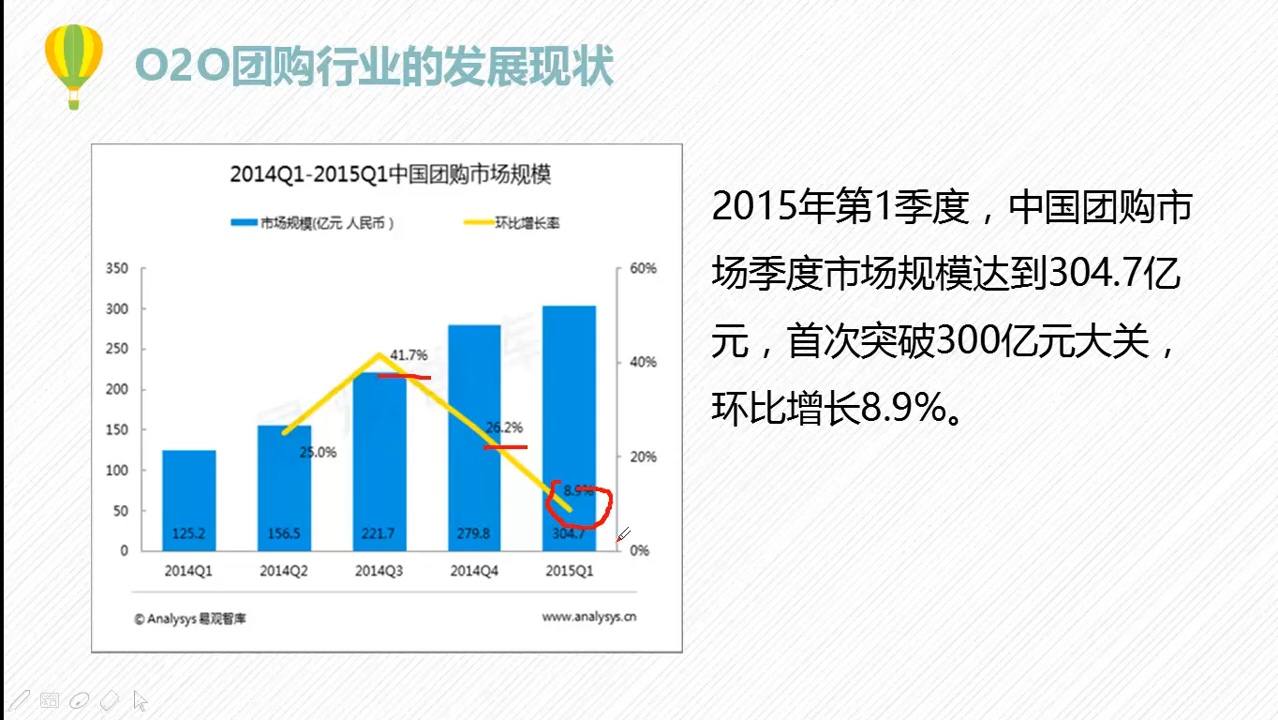 O2O团购行业的发展现状
2014Q1-2015Q1中国团购市场规模
市场规模(亿元 人民币)
环比增长率
350
300
250
200
150
100
50
0
60%
40%
20%
0%
41.7%
26.2%
25.0%
8.9%
125.2
156.5
221.7
279.8
304.7
2014Q1
2014Q2
2014Q3
2014Q4
2015Q1
© Analysys 易观智库
www.analysys.cn
2015年第1季度，中国团购市
场季度市场规模达到304.7亿
元，首次突破300亿元大关，
环比增长8.9%。